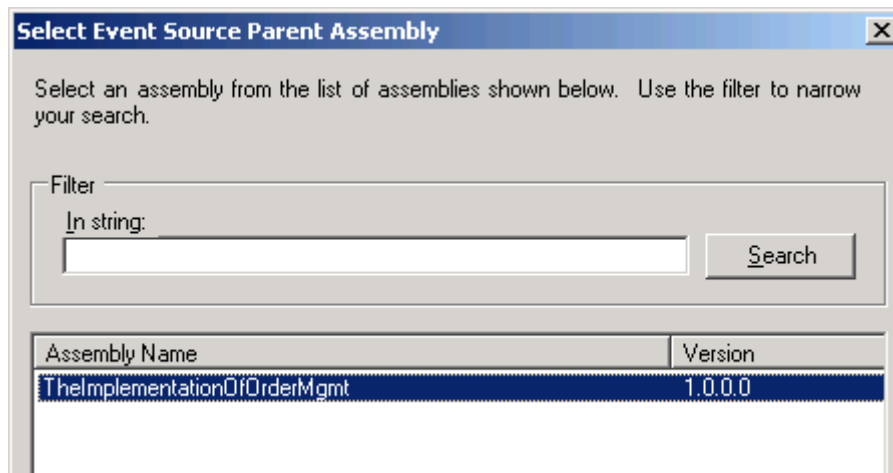 Select Event Source Parent Assembly
Select an assembly from the list of assemblies shown below. Use the filter to narrow
your search.
Filter
In string:
Search
Assembly Name Version
TheImplementationOfOrderMgmt 1.0.0.0